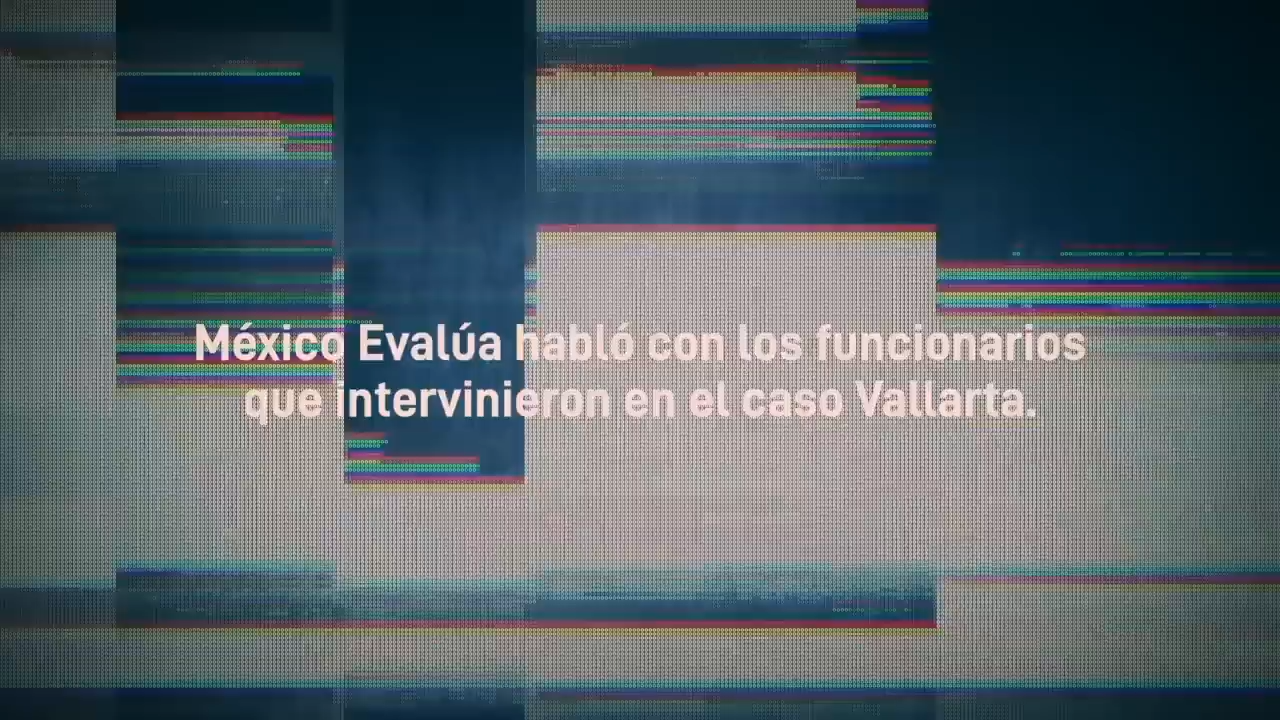 México Evalúa habló con los funcionarios
que intervinieron en el caso Vallarta.